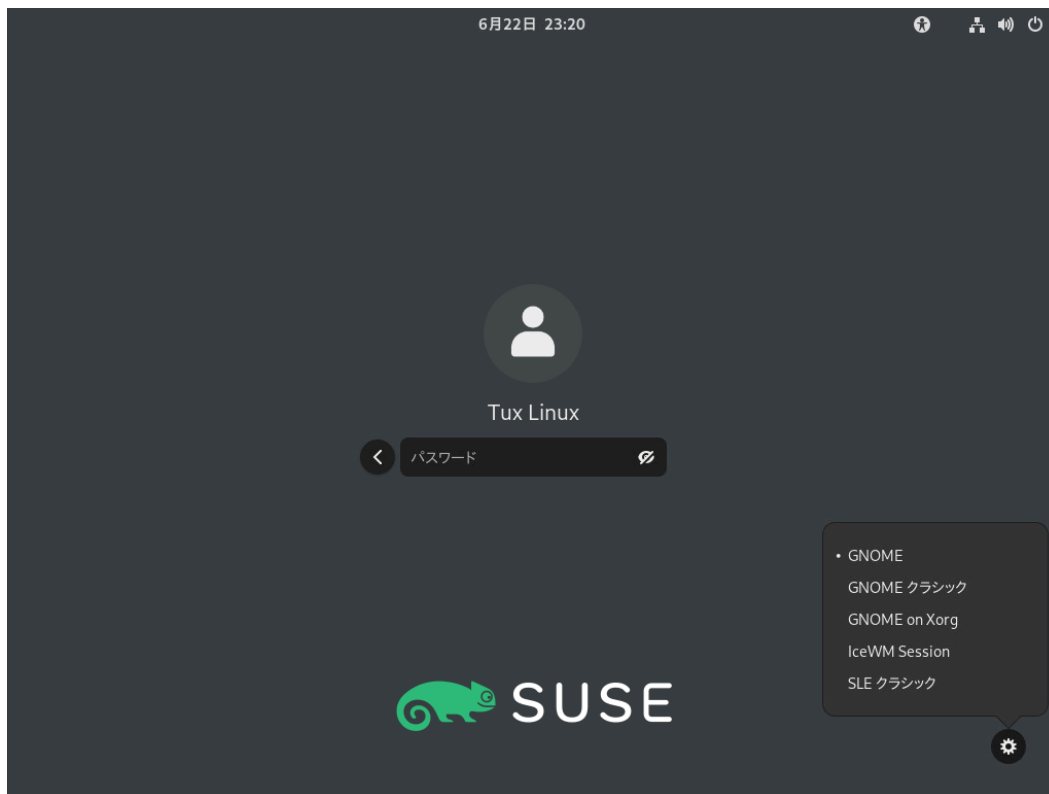 6月22日 23:20
Tux Linux
パスワード
GNOME
GNOME クラシック
GNOME on Xorg
IceWM Session
SLE クラシック
SUSE